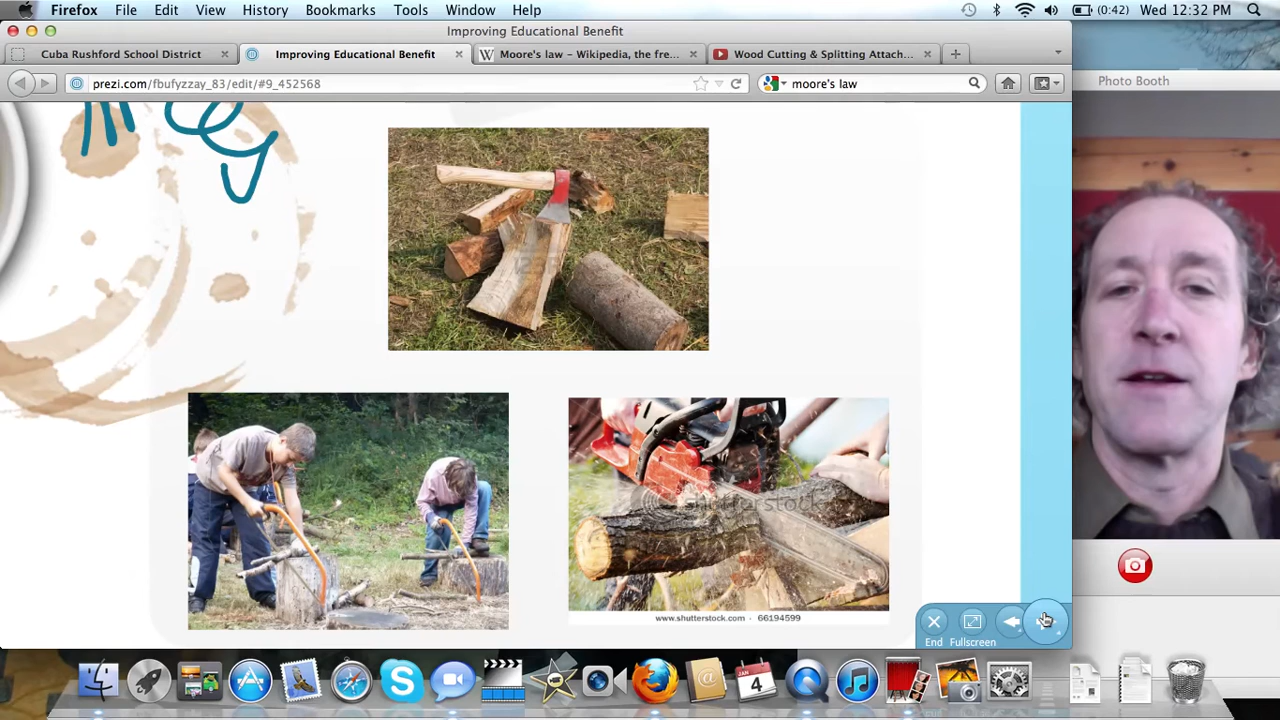 Firefox File Edit View History Bookmarks Tools Window Help (0:42) Wed 12:32 PM
Improving Educational Benefit
Cuba Rushford School District Improving Educational Benefit Moore's law – Wikipedia, the fre... Wood Cutting & Splitting Attach...
Photo Booth
prezi.com/fbufyzzay_83/edit/#9_452568 moore's law
shutterstock
www.shutterstock.com · 66194599
End Fullscreen
JAN
4